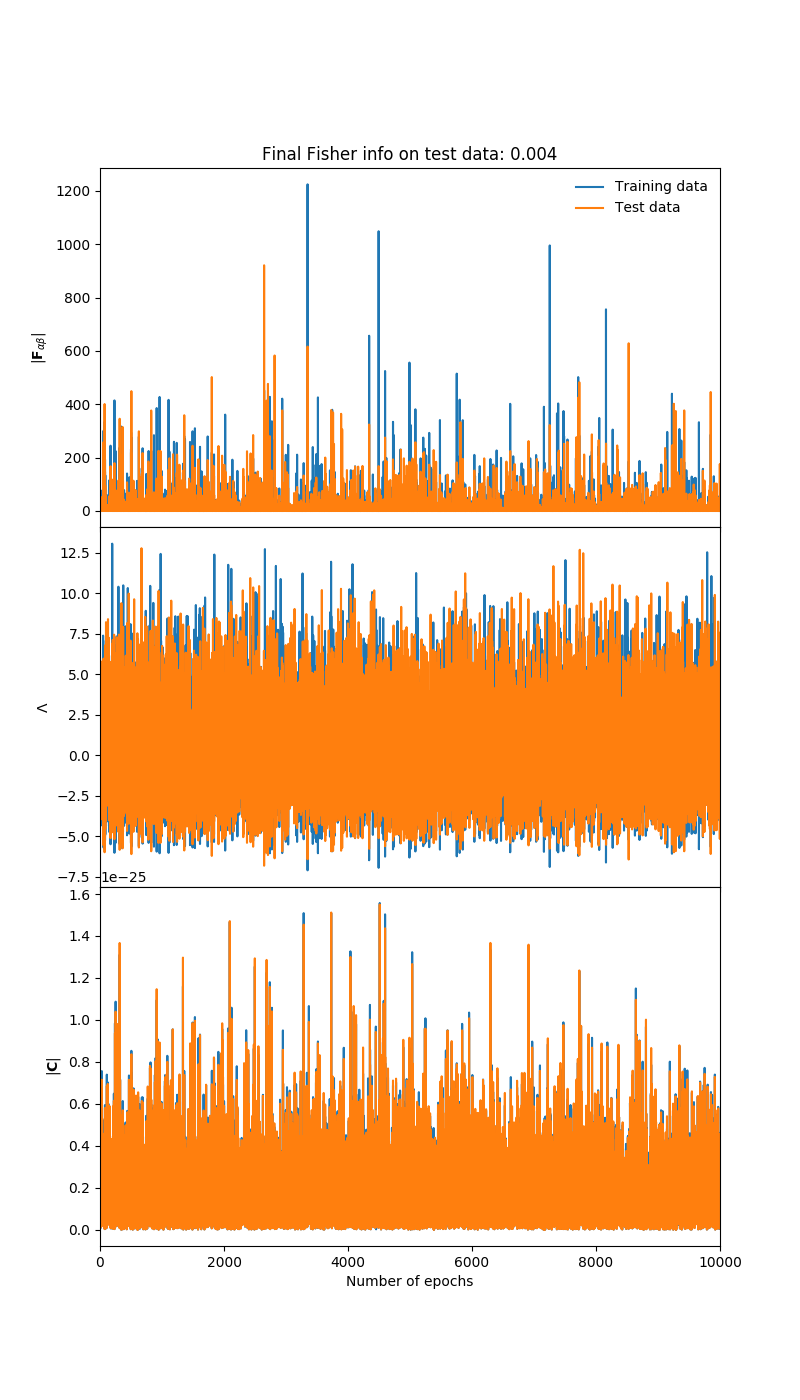 Final Fisher info on test data: 0.004
Training data
Test data
|F_αβ|
1200
1000
800
600
400
200
0
Λ
12.5
10.0
7.5
5.0
2.5
0.0
−2.5
−5.0
−7.5
1e−25
|C|
1.6
1.4
1.2
1.0
0.8
0.6
0.4
0.2
0.0
0 2000 4000 6000 8000 10000
Number of epochs